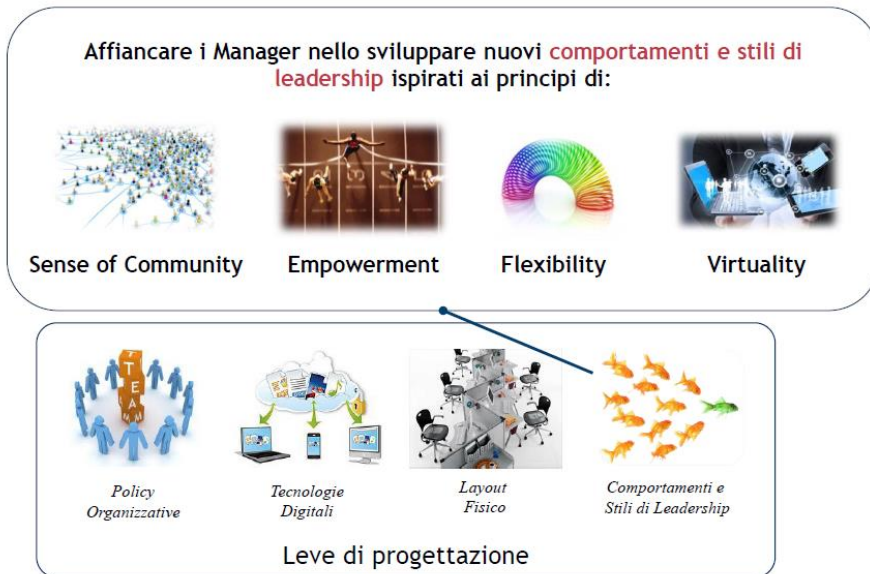 Affiancare i Manager nello sviluppare nuovi comportamenti e stili di
leadership ispirati ai principi di:
Sense of Community
Empowerment
Flexibility
Virtuality
TEAM
Policy
Organizzative
Tecnologie
Digitali
Layout
Fisico
Comportamenti e
Stili di Leadership
Leve di progettazione